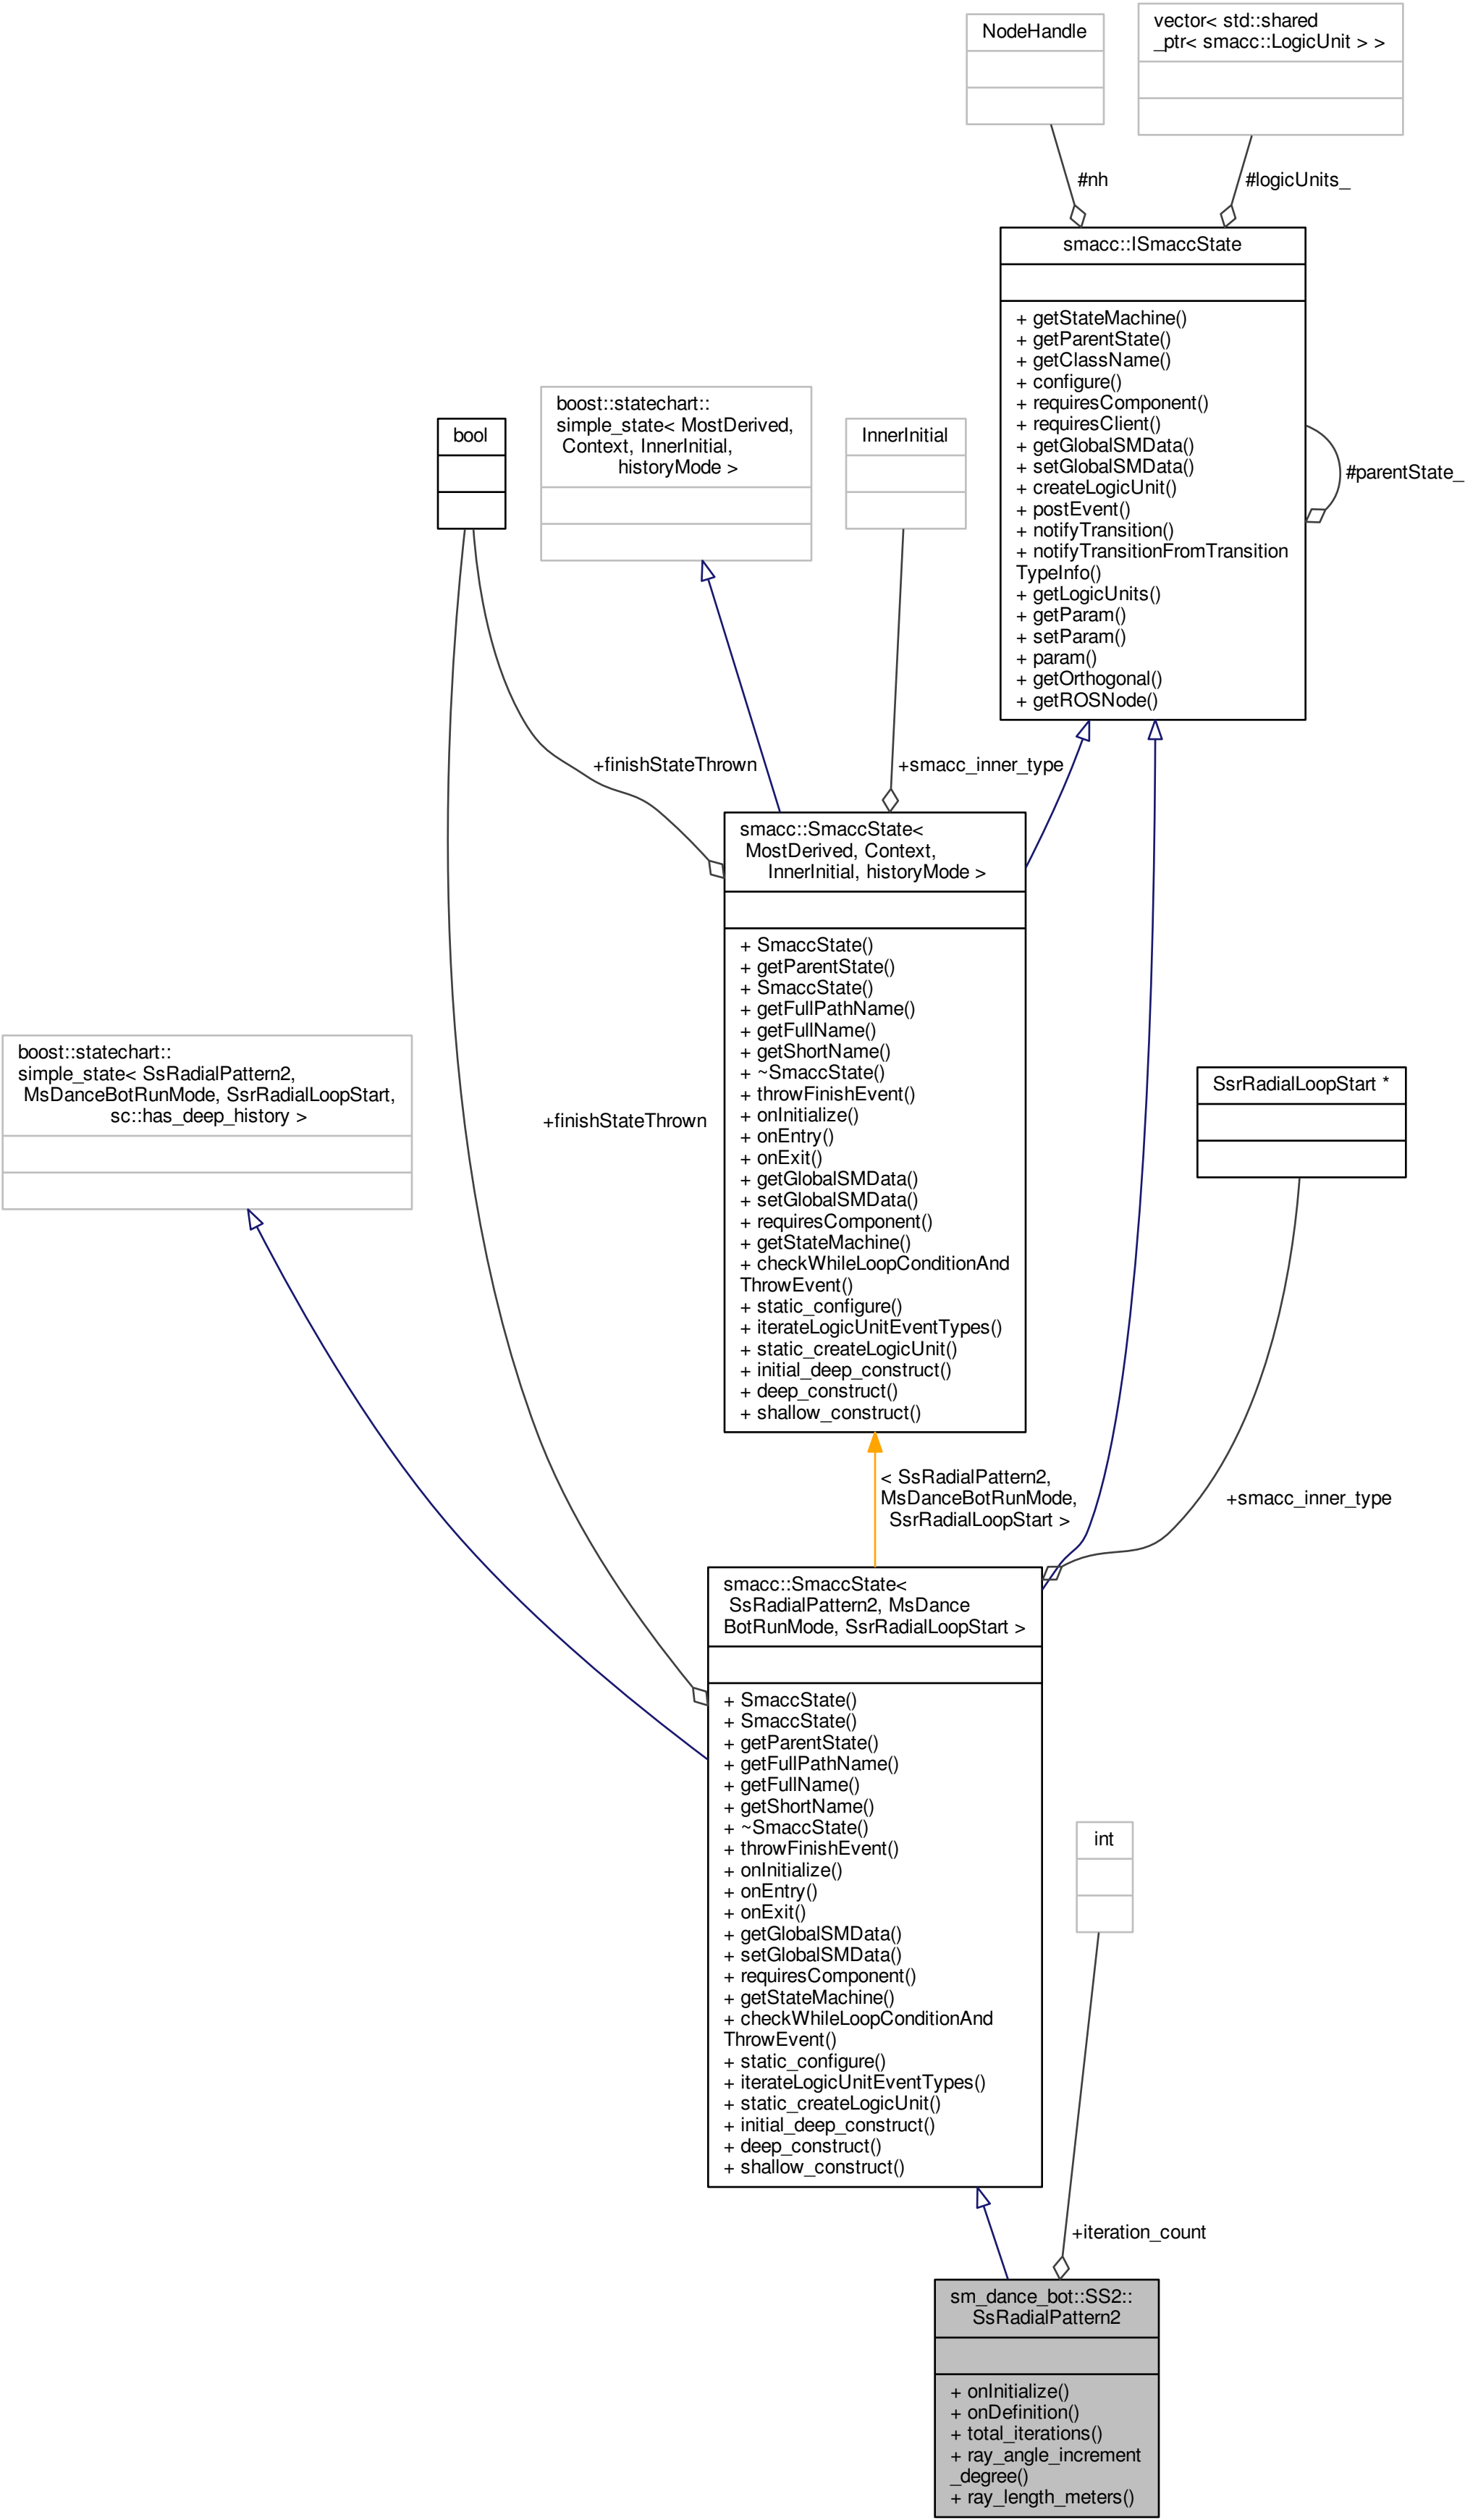 NodeHandle
vector< std::shared
_ptr< smacc::LogicUnit > >
#nh
#logicUnits_
smacc::ISmaccState
+ getStateMachine()
+ getParentState()
+ getClassName()
+ configure()
+ requiresComponent()
+ requiresClient()
+ getGlobalSMData()
+ setGlobalSMData()
+ createLogicUnit()
+ postEvent()
+ notifyTransition()
+ notifyTransitionFromTransition
TypeInfo()
+ getLogicUnits()
+ getParam()
+ setParam()
+ param()
+ getOrthogonal()
+ getROSNode()
#parentState_
bool
boost::statechart::
simple_state< MostDerived,
Context, InnerInitial,
historyMode >
InnerInitial
+finishStateThrown
+smacc_inner_type
smacc::SmaccState<
MostDerived, Context,
InnerInitial, historyMode >
+ SmaccState()
+ getParentState()
+ SmaccState()
+ getFullPathName()
+ getFullName()
+ getShortName()
+ ~SmaccState()
+ throwFinishEvent()
+ onInitialize()
+ onEntry()
+ onExit()
+ getGlobalSMData()
+ setGlobalSMData()
+ requiresComponent()
+ getStateMachine()
+ checkWhileLoopConditionAnd
ThrowEvent()
+ static_configure()
+ iterateLogicUnitEventTypes()
+ static_createLogicUnit()
+ initial_deep_construct()
+ deep_construct()
+ shallow_construct()
boost::statechart::
simple_state< SsRadialPattern2,
MsDanceBotRunMode, SsrRadialLoopStart,
sc::has_deep_history >
+finishStateThrown
SsrRadialLoopStart *
< SsRadialPattern2,
MsDanceBotRunMode,
SsrRadialLoopStart >
+smacc_inner_type
smacc::SmaccState<
SsRadialPattern2, MsDance
BotRunMode, SsrRadialLoopStart >
+ SmaccState()
+ SmaccState()
+ getParentState()
+ getFullPathName()
+ getFullName()
+ getShortName()
+ ~SmaccState()
+ throwFinishEvent()
+ onInitialize()
+ onEntry()
+ onExit()
+ getGlobalSMData()
+ setGlobalSMData()
+ requiresComponent()
+ getStateMachine()
+ checkWhileLoopConditionAnd
ThrowEvent()
+ static_configure()
+ iterateLogicUnitEventTypes()
+ static_createLogicUnit()
+ initial_deep_construct()
+ deep_construct()
+ shallow_construct()
int
+iteration_count
sm_dance_bot::SS2::
SsRadialPattern2
+ onInitialize()
+ onDefinition()
+ total_iterations()
+ ray_angle_increment
_degree()
+ ray_length_meters()